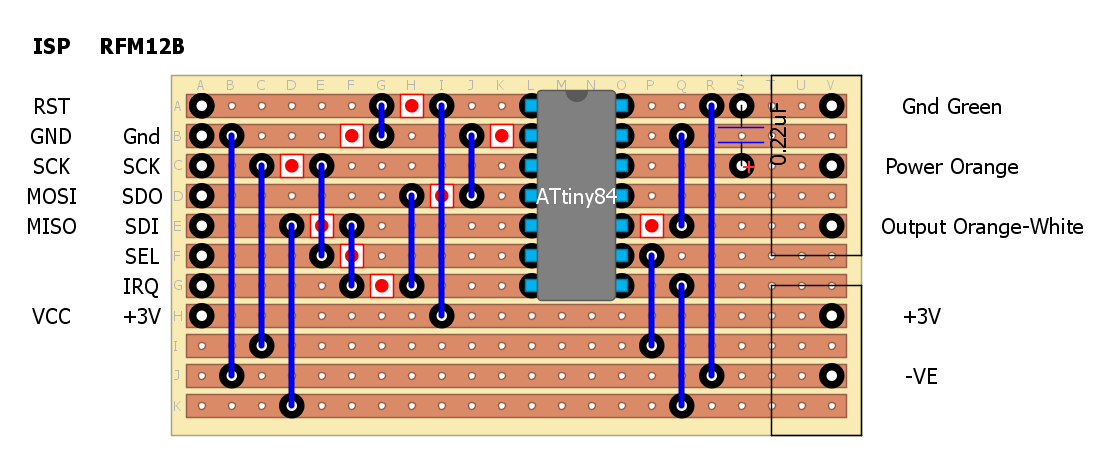 ISP RFM12B
A B C D E F G H I J K L M N O P Q R S T U V
A
B
C
D
E
F
G
H
I
J
K
RST
GND Gnd
SCK SCK
MOSI SDO
MISO SDI
SEL
IRQ
VCC +3V
ATtiny84
0.22uF
+
Gnd Green
Power Orange
Output Orange-White
+3V
-VE